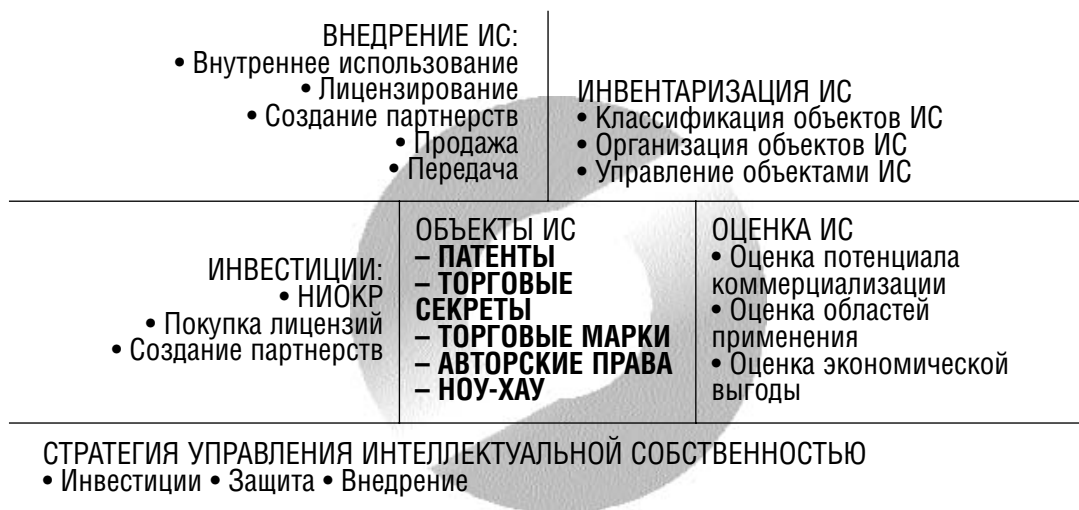 ВНЕДРЕНИЕ ИС:
• Внутреннее использование
• Лицензирование
• Создание партнерств
• Продажа
• Передача
ИНВЕНТАРИЗАЦИЯ ИС
• Классификация объектов ИС
• Организация объектов ИС
• Управление объектами ИС
ИНВЕСТИЦИИ:
• НИОКР
• Покупка лицензий
• Создание партнерств
ОБЪЕКТЫ ИС
– ПАТЕНТЫ
– ТОРГОВЫЕ
СЕКРЕТЫ
– ТОРГОВЫЕ МАРКИ
– АВТОРСКИЕ ПРАВА
– НОУ-ХАУ
ОЦЕНКА ИС
• Оценка потенциала
коммерциализации
• Оценка областей
применения
• Оценка экономической
выгоды
СТРАТЕГИЯ УПРАВЛЕНИЯ ИНТЕЛЛЕКТУАЛЬНОЙ СОБСТВЕННОСТЬЮ
• Инвестиции • Защита • Внедрение